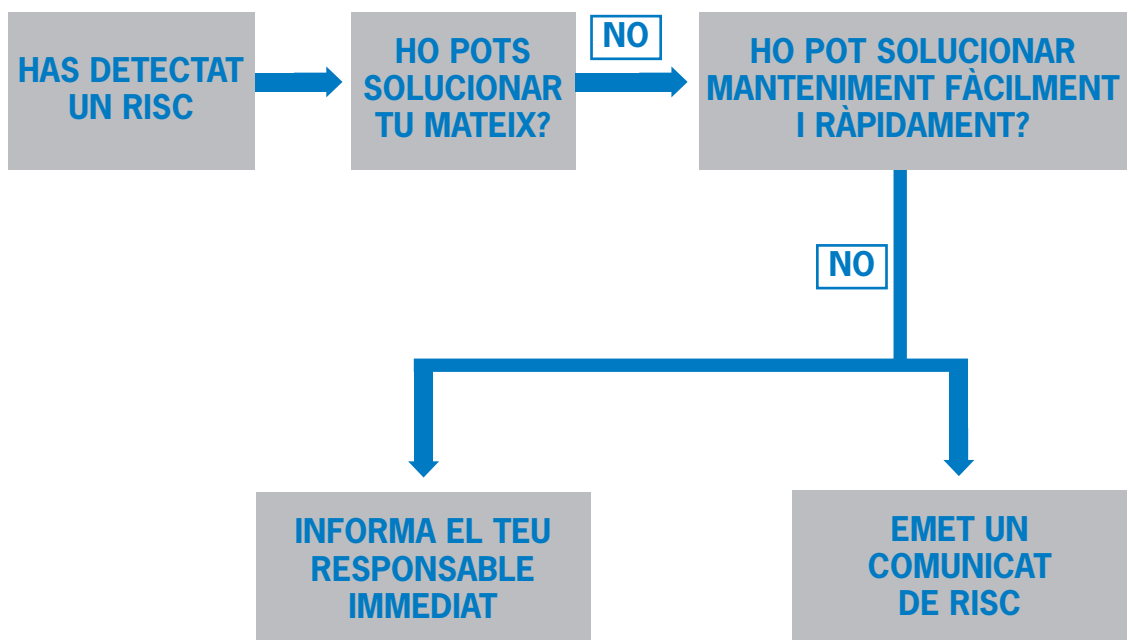 HAS DETECTAT
UN RISC
HO POTS
SOLUCIONAR
TU MATEIX?
NO
HO POT SOLUCIONAR
MANTENIMENT FÀCILMENT
I RÀPIDAMENT?
NO
INFORMA EL TEU
RESPONSABLE
IMMEDIAT
EMET UN
COMUNICAT
DE RISC